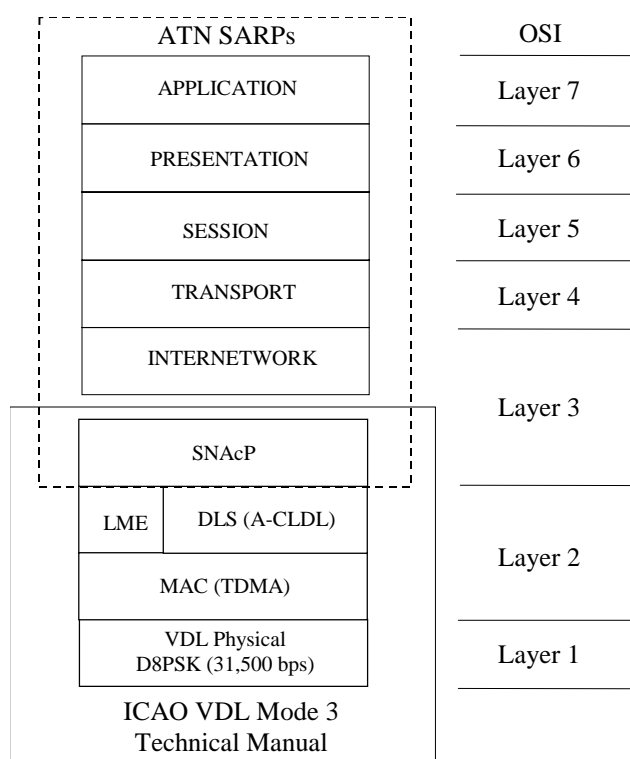 ATN SARPs
OSI
APPLICATION
Layer 7
PRESENTATION
Layer 6
SESSION
Layer 5
TRANSPORT
Layer 4
INTERNETWORK
Layer 3
SNAcP
LME
DLS (A-CLDL)
Layer 2
MAC (TDMA)
VDL Physical
D8PSK (31,500 bps)
Layer 1
ICAO VDL Mode 3
Technical Manual